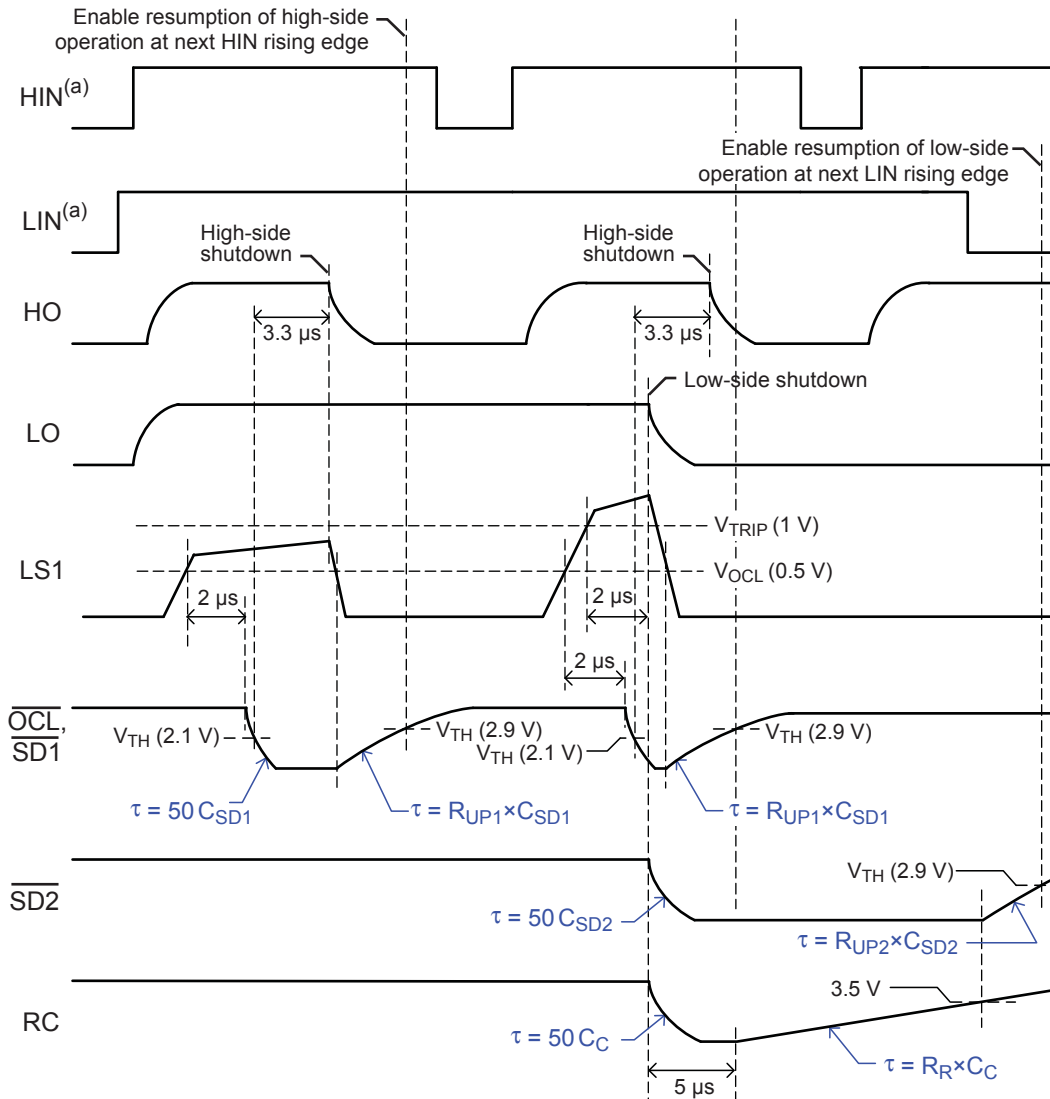 Enable resumption of high-side
operation at next HIN rising edge
HIN(a)
Enable resumption of low-side
operation at next LIN rising edge
LIN(a)
High-side
shutdown
High-side
shutdown
HO
3.3 µs
3.3 µs
Low-side shutdown
LO
VTRIP (1 V)
LS1
VOCL (0.5 V)
2 µs
2 µs
2 µs
OCL,
SD1
VTH (2.1 V)
VTH (2.9 V)
VTH (2.1 V)
VTH (2.9 V)
τ = 50 CSD1
τ = RUP1×CSD1
τ = RUP1×CSD1
VTH (2.9 V)
SD2
τ = 50 CSD2
τ = RUP2×CSD2
3.5 V
RC
τ = 50 CC
τ = RR×CC
5 µs